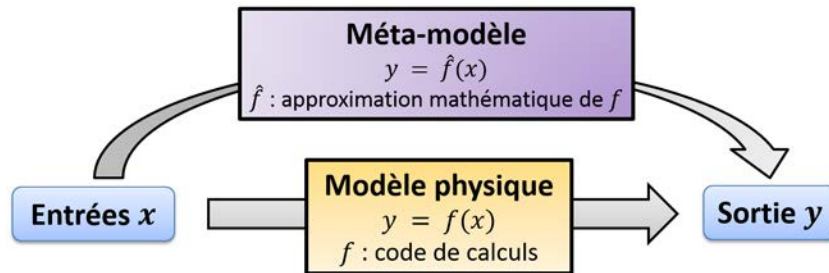 Méta-modèle
y = f̂(x)
f̂ : approximation mathématique de f
Entrées x
Modèle physique
y = f(x)
f : code de calculs
Sortie y